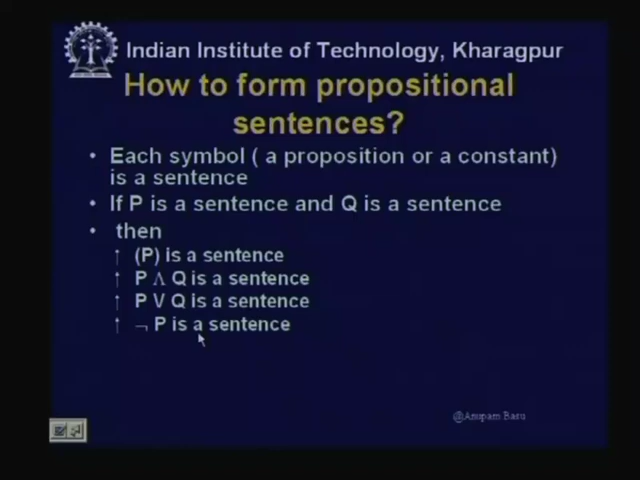 Indian Institute of Technology, Kharagpur
How to form propositional
sentences?
• Each symbol ( a proposition or a constant)
is a sentence
• If P is a sentence and Q is a sentence
• then
↑ (P) is a sentence
↑ P Λ Q is a sentence
↑ P V Q is a sentence
↑ ¬ P is a sentence
@Anupam Basu